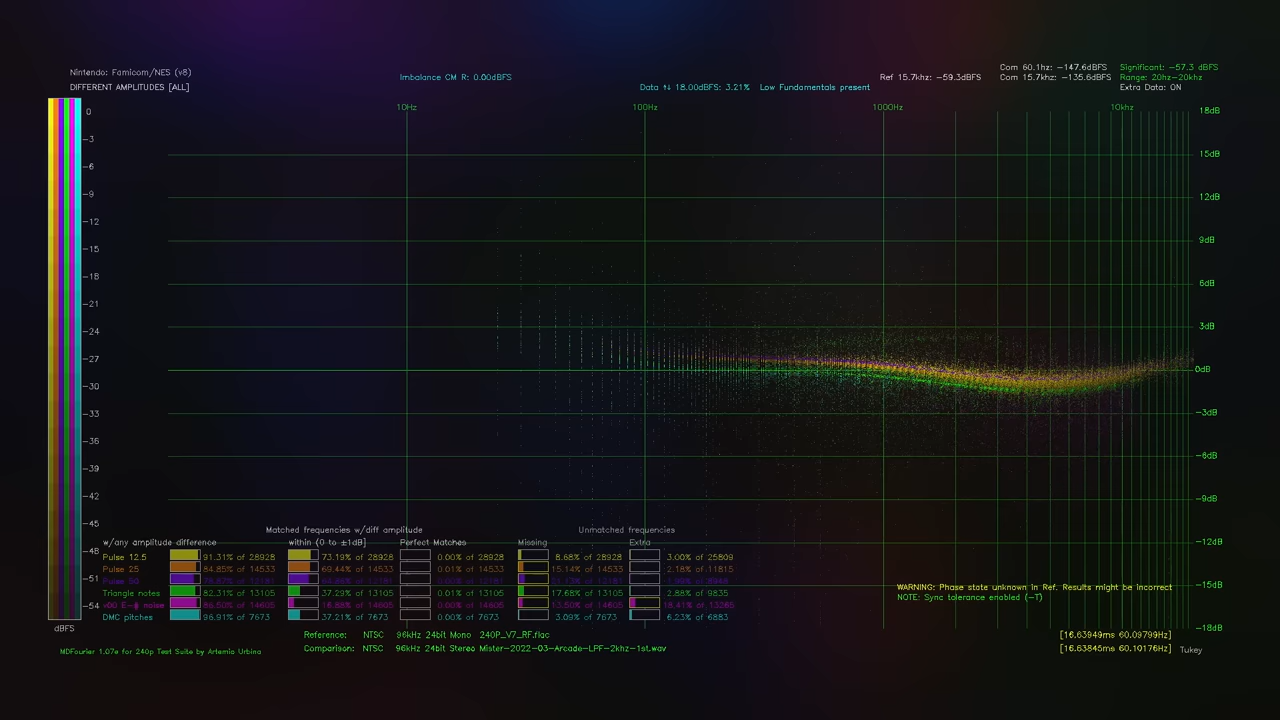 Nintendo: Famicom/NES (v8)
DIFFERENT AMPLITUDES [ALL]
Imbalance CM R: 0.00dBFS
Data ↑↓ 18.00dBFS: 3.21% Low Fundamentals present
Ref 15.7khz: -59.3dBFS
Com 60.1hz: -147.6dBFS
Com 15.7khz: -135.6dBFS
Significant: -57.3 dBFS
Range: 20hz-20khz
Extra Data: ON
10Hz 100Hz 1000Hz 10khz
0
-3
-6
-9
-12
-15
-18
-21
-24
-27
-30
-33
-36
-39
-42
-45
-48
-51
-54
dBFS
18dB
15dB
12dB
9dB
6dB
3dB
0dB
-3dB
-6dB
-9dB
-12dB
-15dB
-18dB
Matched frequencies w/diff amplitude Unmatched frequencies
w/any amplitude difference within (0 to ±1dB] Perfect Matches Missing Extra
Pulse 12.5 91.31% of 28928 73.19% of 28928 0.00% of 28928 8.68% of 28928 3.00% of 25809
Pulse 25 84.85% of 14533 69.44% of 14533 0.01% of 14533 15.14% of 14533 2.18% of 11815
Pulse 50
Triangle notes 82.31% of 13105 37.29% of 13105 0.01% of 13105 17.68% of 13105 2.88% of 9835
noise of 14605 of 14605 0.00% of 14605 of 14605 18.41% of
DMC pitches 96.91% of 7673 37.21% of 7673 0.00% of 7673 3.09% of 7673 6.23% of 6883
WARNING: Phase state unknown in Ref. Results might be incorrect
NOTE: Sync tolerance enabled (-T)
Reference: NTSC 96kHz 24bit Mono 240P_V7_RF.flac
Comparison: NTSC 96kHz 24bit Stereo Mister-2022-03-Arcade-LPF-2khz-1st.wav
[16.63949ms 60.09799Hz]
[16.63845ms 60.10176Hz]
Tukey
MDFourier 1.07e for 240p Test Suite by Artemio Urbina